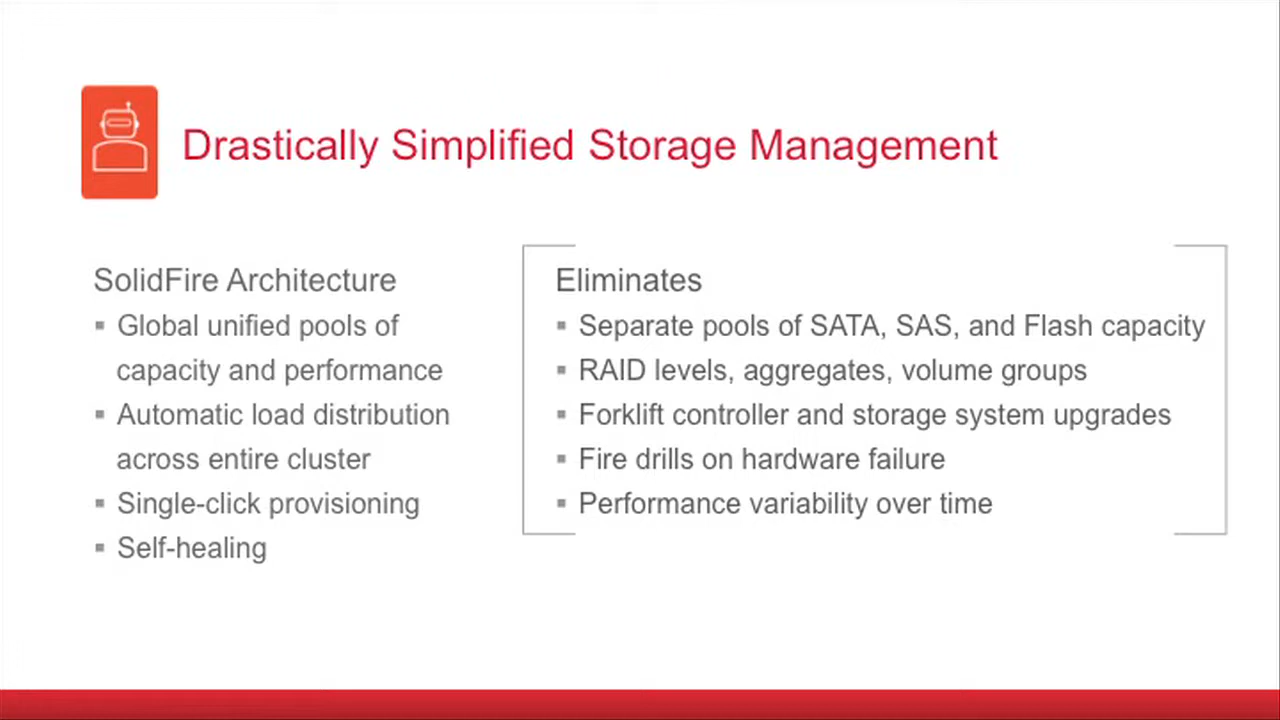 Drastically Simplified Storage Management
SolidFire Architecture
▪ Global unified pools of
capacity and performance
▪ Automatic load distribution
across entire cluster
▪ Single-click provisioning
▪ Self-healing
Eliminates
▪ Separate pools of SATA, SAS, and Flash capacity
▪ RAID levels, aggregates, volume groups
▪ Forklift controller and storage system upgrades
▪ Fire drills on hardware failure
▪ Performance variability over time